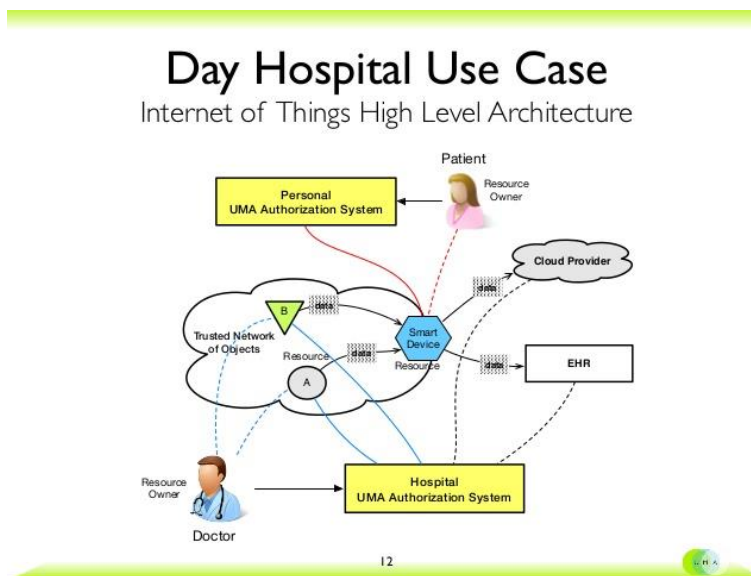 Day Hospital Use Case
Internet of Things High Level Architecture
Patient
Resource
Owner
Personal
UMA Authorization System
Cloud Provider
data
B
data
Smart
Device
Trusted Network
of Objects
Resource
data
Resource
data
EHR
A
Resource
Owner
Hospital
UMA Authorization System
Doctor
12
UMA